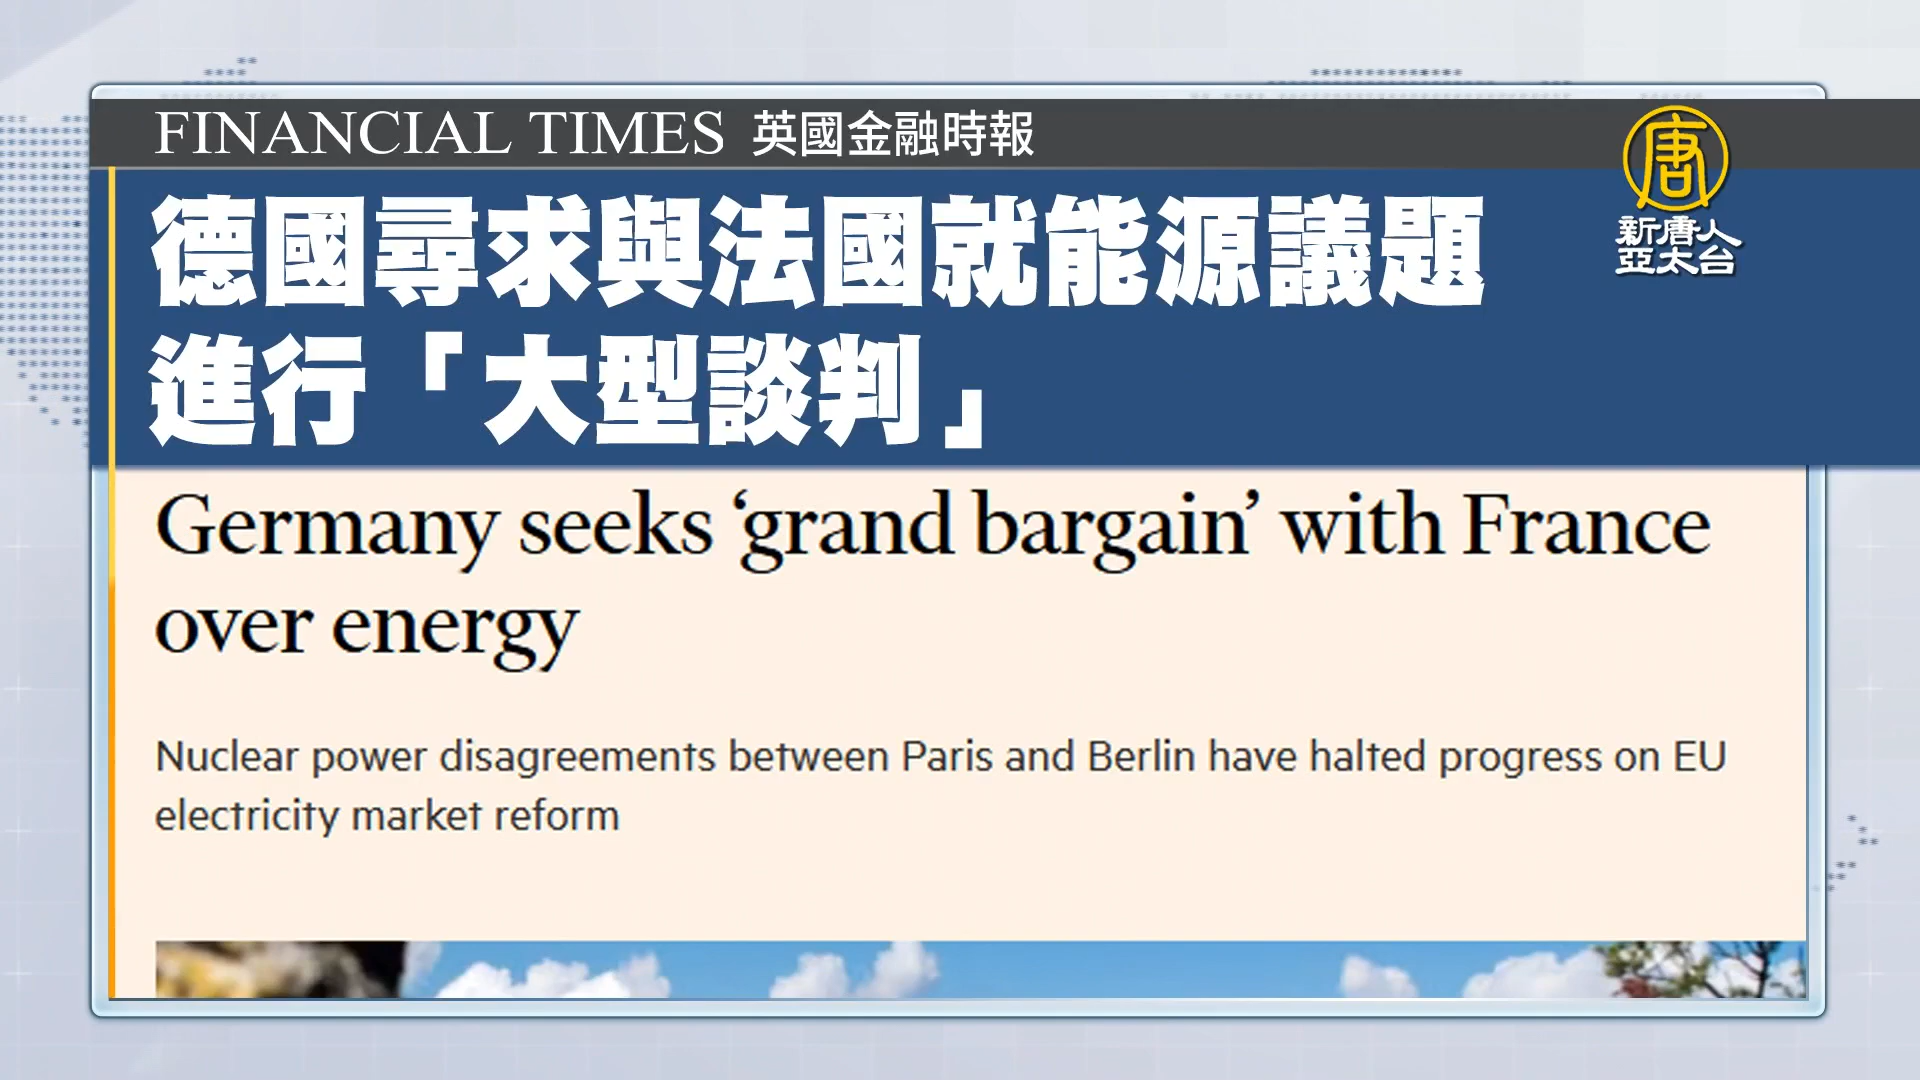 FINANCIAL TIMES 英國金融時報
唐
新唐人
亞太台
德國尋求與法國就能源議題
進行「大型談判」
Germany seeks ‘grand bargain’ with France
over energy
Nuclear power disagreements between Paris and Berlin have halted progress on EU
electricity market reform